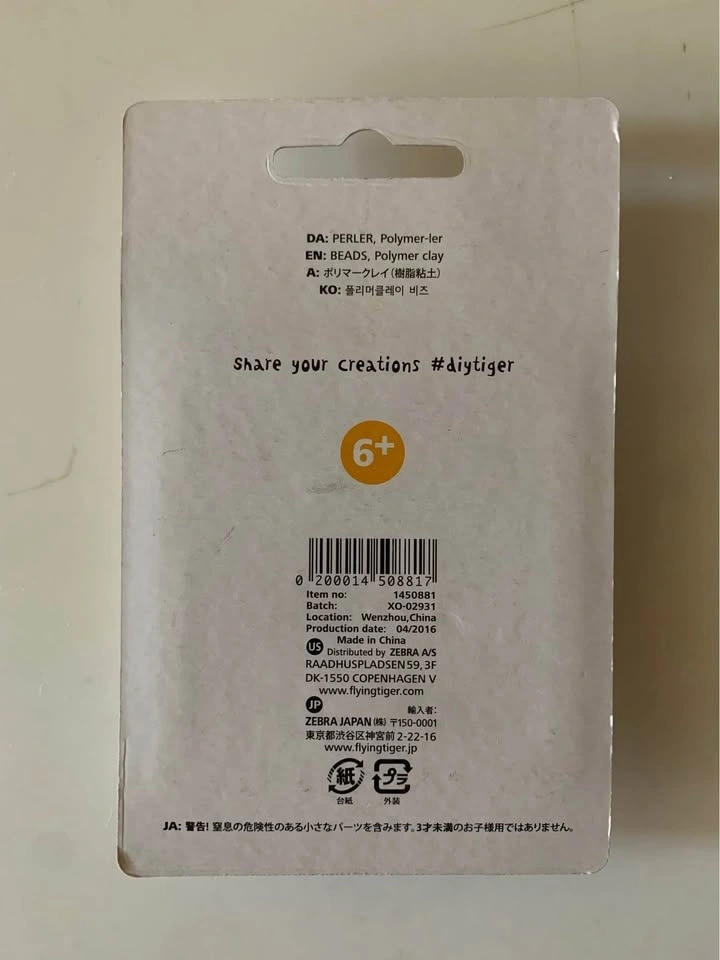 DA: PERLER, Polymer-ler
EN: BEADS, Polymer clay
A: ポリマークレイ(樹脂粘土)
KO: 폴리머클레이 비즈
Share your creations #diytiger
6+
0 200014 508817
Item no: 1450881
Batch: XO-02931
Location: Wenzhou,China
Production date: 04/2016
Made in China
US Distributed by ZEBRA A/S
RAADHUSPLADSEN 59, 3F
DK-1550 COPENHAGEN V
www.flyingtiger.com
JP 輸入者:
ZEBRA JAPAN (株) 〒150-0001
東京都渋谷区神宮前 2-22-16
www.flyingtiger.jp
紙 プラ
台紙 外装
JA: 警告! 窒息の危険性のある小さなパーツを含みます。3才未満のお子様用ではありません。